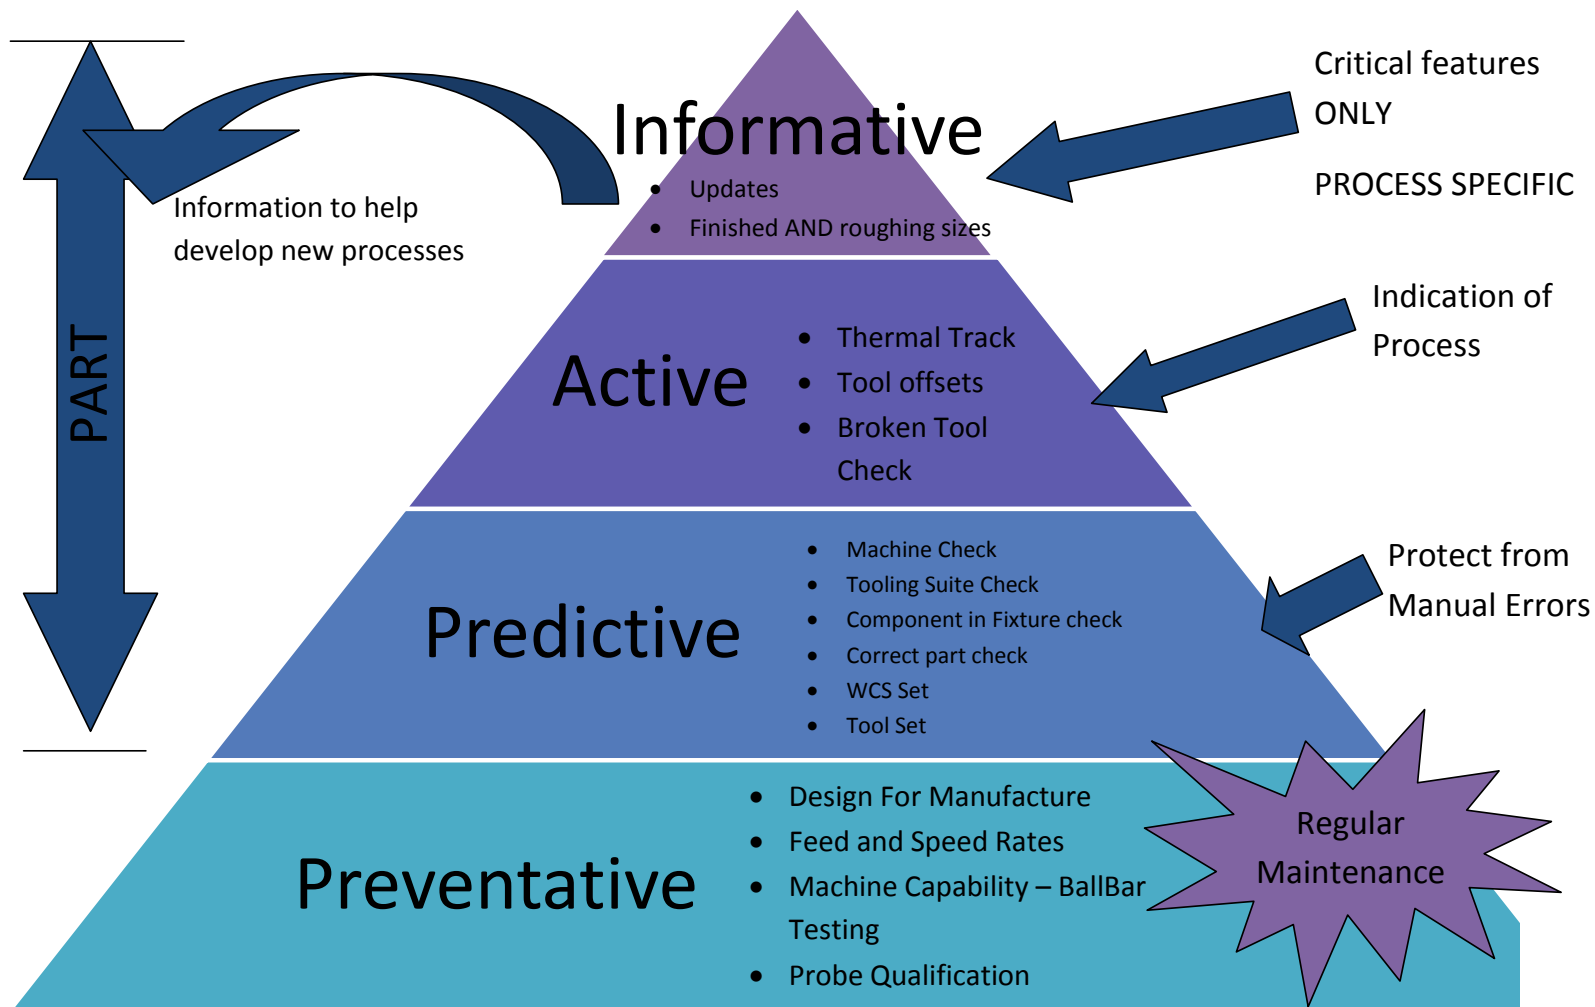 Informative
• Updates
• Finished AND roughing sizes
Critical features
ONLY
PROCESS SPECIFIC
Information to help
develop new processes
PART
Active
• Thermal Track
• Tool offsets
• Broken Tool
Check
Indication of
Process
Predictive
• Machine Check
• Tooling Suite Check
• Component in Fixture check
• Correct part check
• WCS Set
• Tool Set
Protect from
Manual Errors
Preventative
• Design For Manufacture
• Feed and Speed Rates
• Machine Capability – BallBar
Testing
• Probe Qualification
Regular
Maintenance